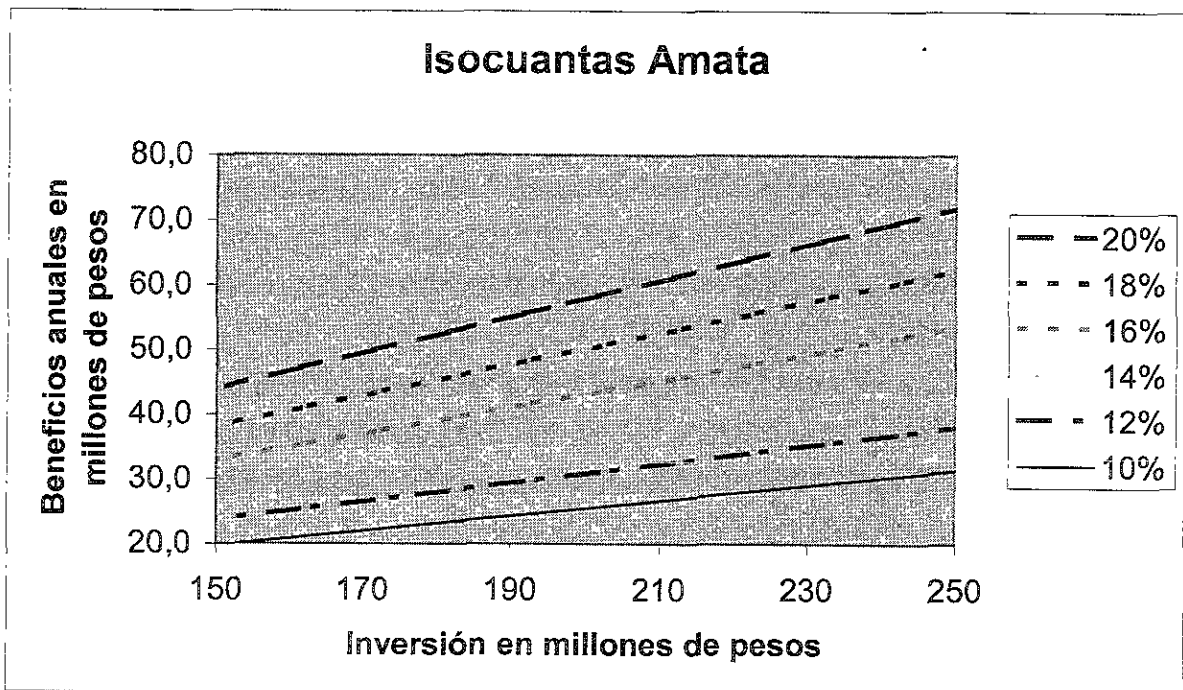 Isocuantas Amata
Beneficios anuales en
millones de pesos
80,0
70,0
60,0
50,0
40,0
30,0
20,0
150 170 190 210 230 250
Inversión en millones de pesos
20%
18%
16%
14%
12%
10%